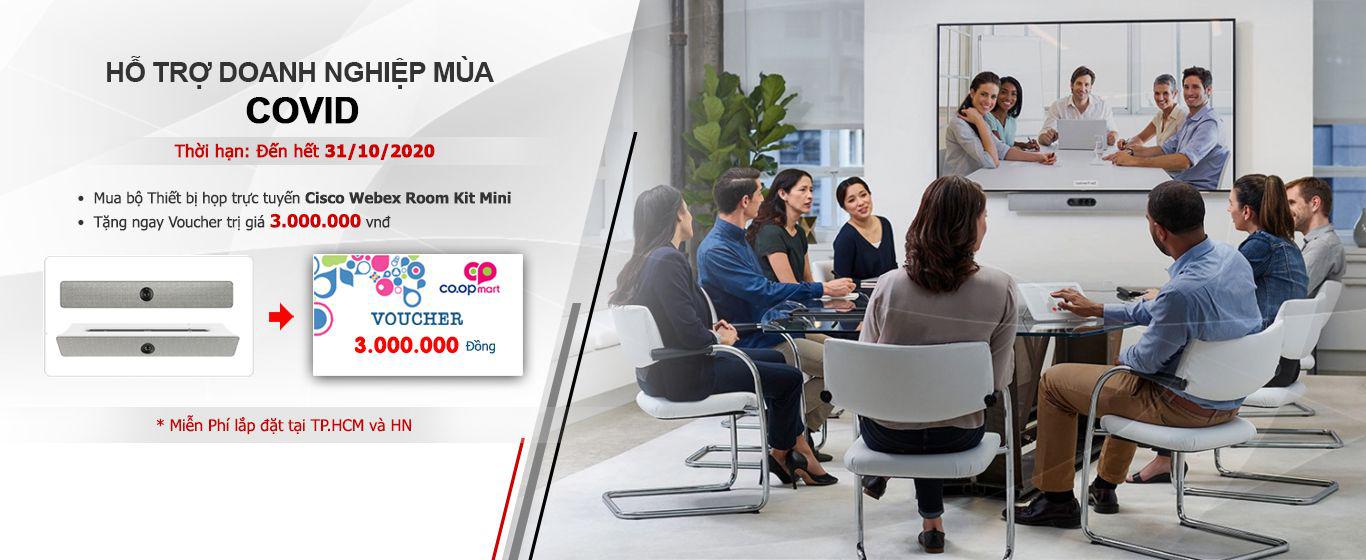 HỖ TRỢ DOANH NGHIỆP MÙA
COVID
Thời hạn: Đến hết 31/10/2020
Mua bộ Thiết bị họp trực tuyến Cisco Webex Room Kit Mini
Tặng ngay Voucher trị giá 3.000.000 vnđ
co.op mart
VOUCHER
3.000.000 Đồng
* Miễn Phí lắp đặt tại TP.HCM và HN